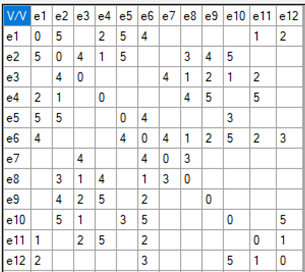 V/V e1 e2 e3 e4 e5 e6 e7 e8 e9 e10 e11 e12
e1 0 5 2 5 4 1 2
e2 5 0 4 1 5 3 4 5
e3 4 0 4 1 2 1 2
e4 2 1 0 4 5 5
e5 5 5 0 4 3
e6 4 4 0 4 1 2 5 2 3
e7 4 4 0 3
e8 3 1 4 1 3 0
e9 4 2 5 2 0
e10 5 1 3 5 0 5
e11 1 2 5 2 0 1
e12 2 3 5 1 0